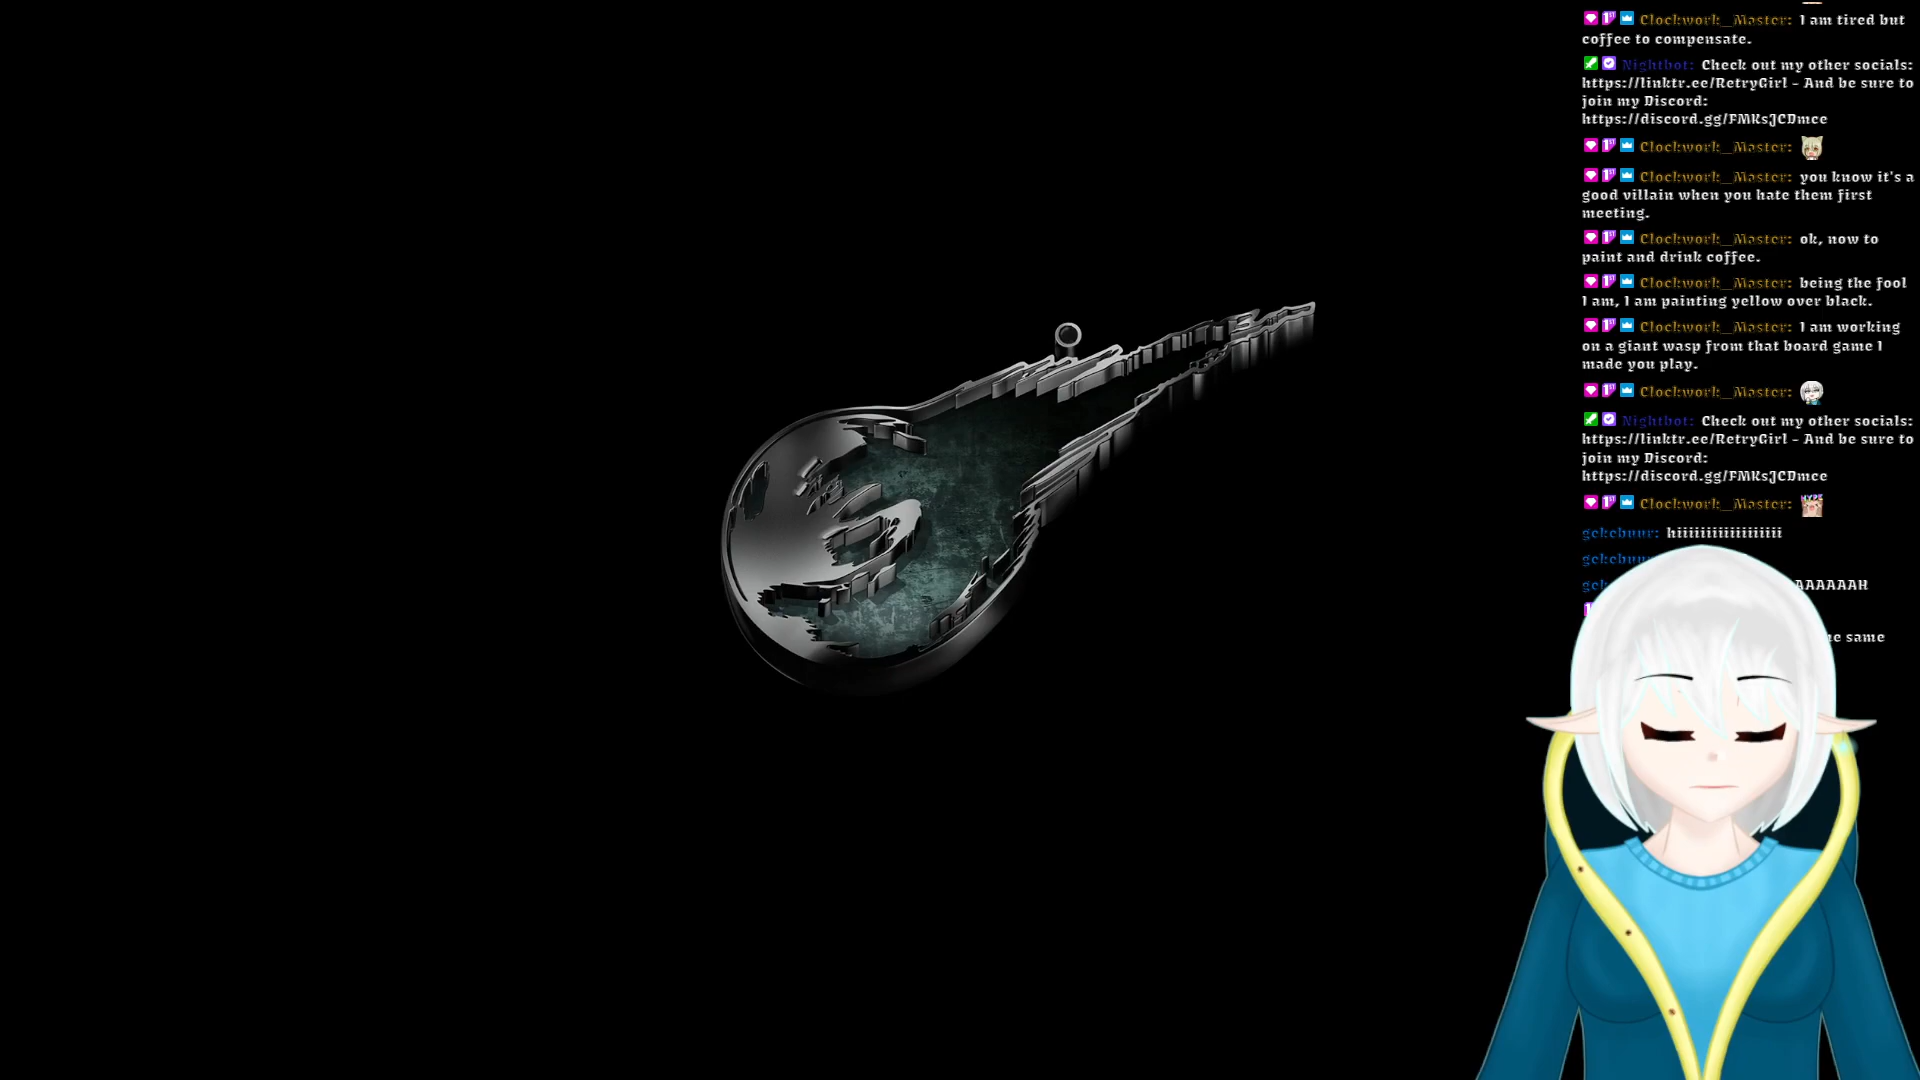 Clockwork_Master: I am tired but
coffee to compensate.
Nightbot: Check out my other socials:
https://linktr.ee/RetryGirl - And be sure to
join my Discord:
https://discord.gg/FMKsJCDmce
Clockwork_Master:
Clockwork_Master: you know it's a
good villain when you hate them first
meeting.
Clockwork_Master: ok, now to
paint and drink coffee.
Clockwork_Master: being the fool
I am, I am painting yellow over black.
Clockwork_Master: I am working
on a giant wasp from that board game I
made you play.
Clockwork_Master:
Nightbot: Check out my other socials:
https://linktr.ee/RetryGirl - And be sure to
join my Discord:
https://discord.gg/FMKsJCDmce
Clockwork_Master:
gekebuur: hiiiiiiiiiiiiiiiiii
gekebuur
gek AAAAAAH
same